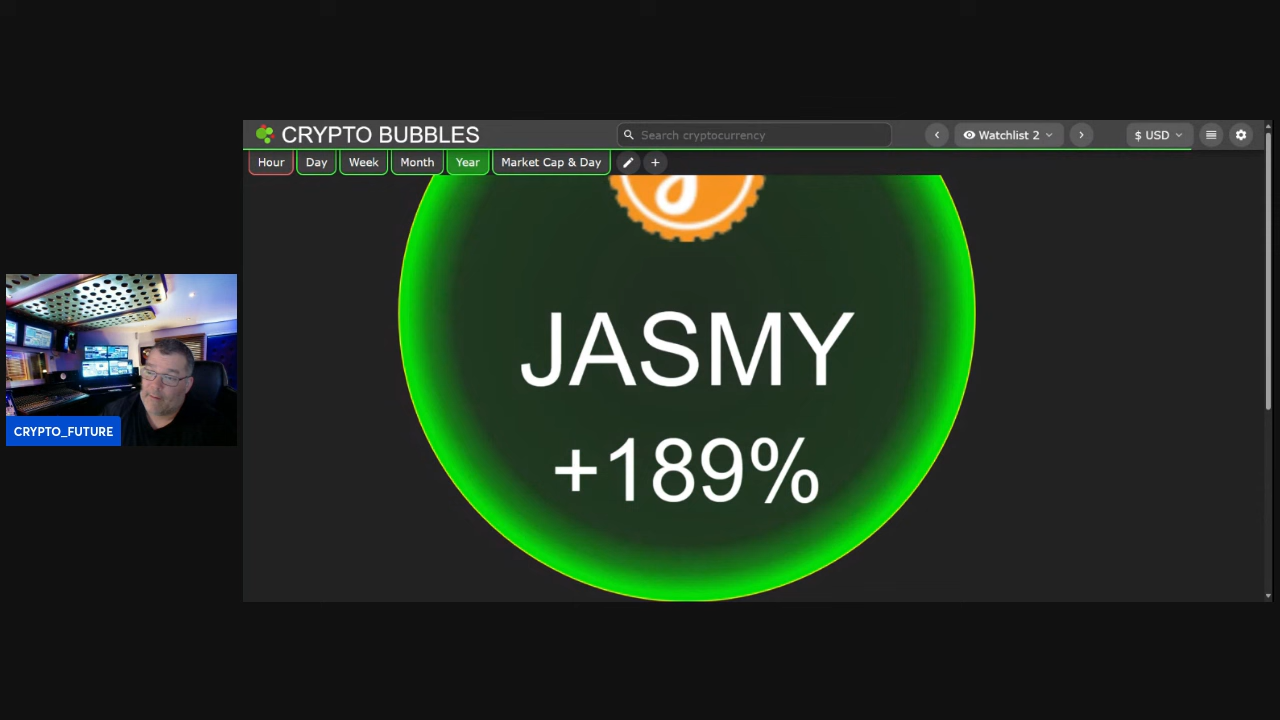 CRYPTO BUBBLES
Search cryptocurrency
Watchlist 2
$ USD
Hour
Day
Week
Month
Year
Market Cap & Day
JASMY
+189%
CRYPTO_FUTURE